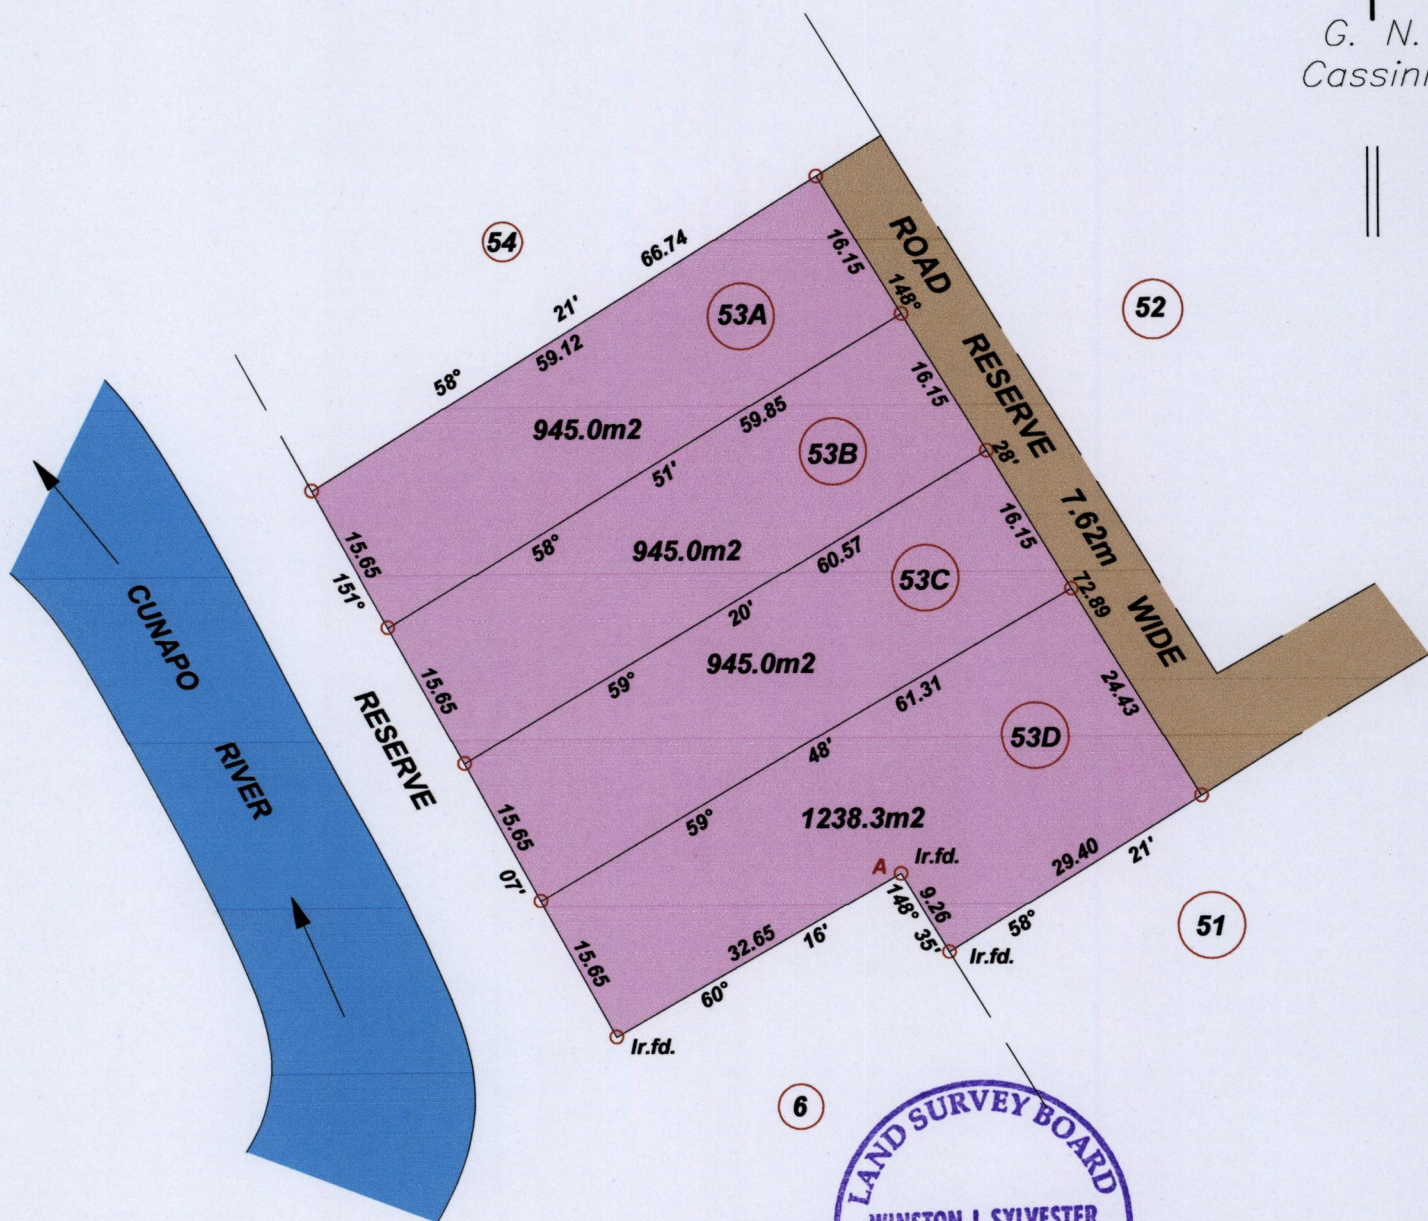 G. N.
Cassini
54
66.74
21'
58°
59.12
53A
945.0m2
16.15
148°
ROAD
RESERVE
7.62m
WIDE
52
59.85
51'
58°
53B
945.0m2
16.15
28'
60.57
20'
59°
53C
945.0m2
16.15
72.89
61.31
48'
59°
53D
1238.3m2
24.43
15.65
151°
15.65
15.65
07'
15.65
RESERVE
CUNAPO
RIVER
A
Ir.fd.
9.26
148°
35'
32.65
16'
60°
Ir.fd.
29.40
21'
58°
Ir.fd.
51
6
LAND SURVEY BOARD
WINSTON J. SYLVESTER